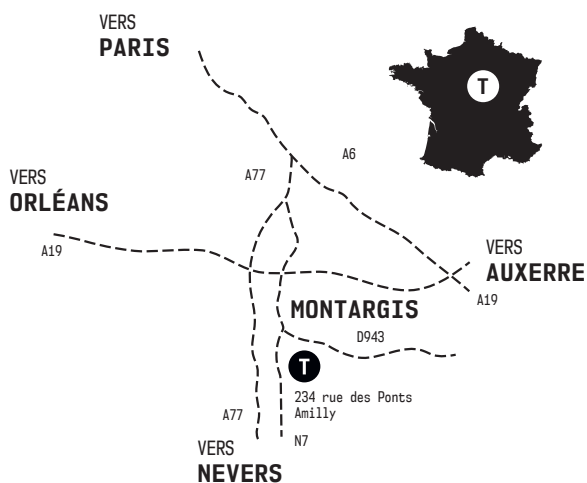 VERS
PARIS
T
A6
A77
VERS
ORLÉANS
A19
VERS
AUXERRE
A19
MONTARGIS
D943
T
234 rue des Ponts
Amilly
A77
N7
VERS
NEVERS